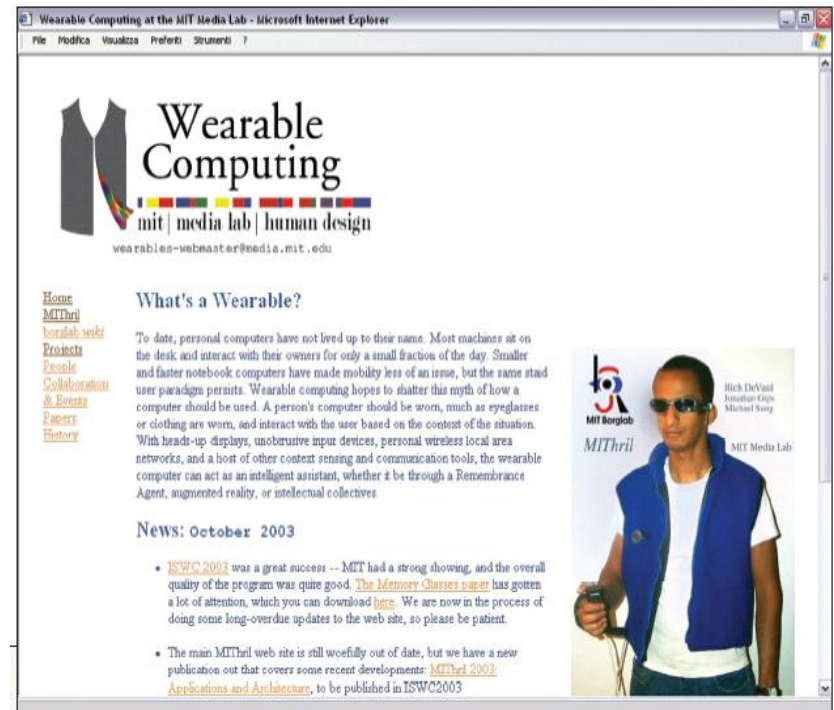 Wearable Computing at the MIT Media Lab - Microsoft Internet Explorer
File Modifica Visualizza Preferiti Strumenti ?
Wearable
Computing
mit | media lab | human design
wearables-webmaster@media.mit.edu
Home
MIThril
borglab wiki
Projects
People
Collaboration
& Events
Papers
History
What's a Wearable?
To date, personal computers have not lived up to their name. Most machines sit on
the desk and interact with their owners for only a small fraction of the day. Smaller
and faster notebook computers have made mobility less of an issue, but the same staid
user paradigm persists. Wearable computing hopes to shatter this myth of how a
computer should be used. A person's computer should be worn, much as eyeglasses
or clothing are worn, and interact with the user based on the context of the situation.
With heads-up displays, unobtrusive input devices, personal wireless local area
networks, and a host of other context sensing and communication tools, the wearable
computer can act as an intelligent assistant, whether it be through a Remembrance
Agent, augmented reality, or intellectual collectives.
News: October 2003
• ISWC 2003 was a great success -- MIT had a strong showing, and the overall
quality of the program was quite good. The Memory Glasses paper has gotten
a lot of attention, which you can download here. We are now in the process of
doing some long-overdue updates to the web site, so please be patient.
• The main MIThril web site is still woefully out of date, but we have a new
publication out that covers some recent developments: MIThril 2003:
Applications and Architecture, to be published in ISWC2003
MIT Borglab
MIThril
Rich DeVaul
Jonathan Gips
Michael Sung
MIT Media Lab